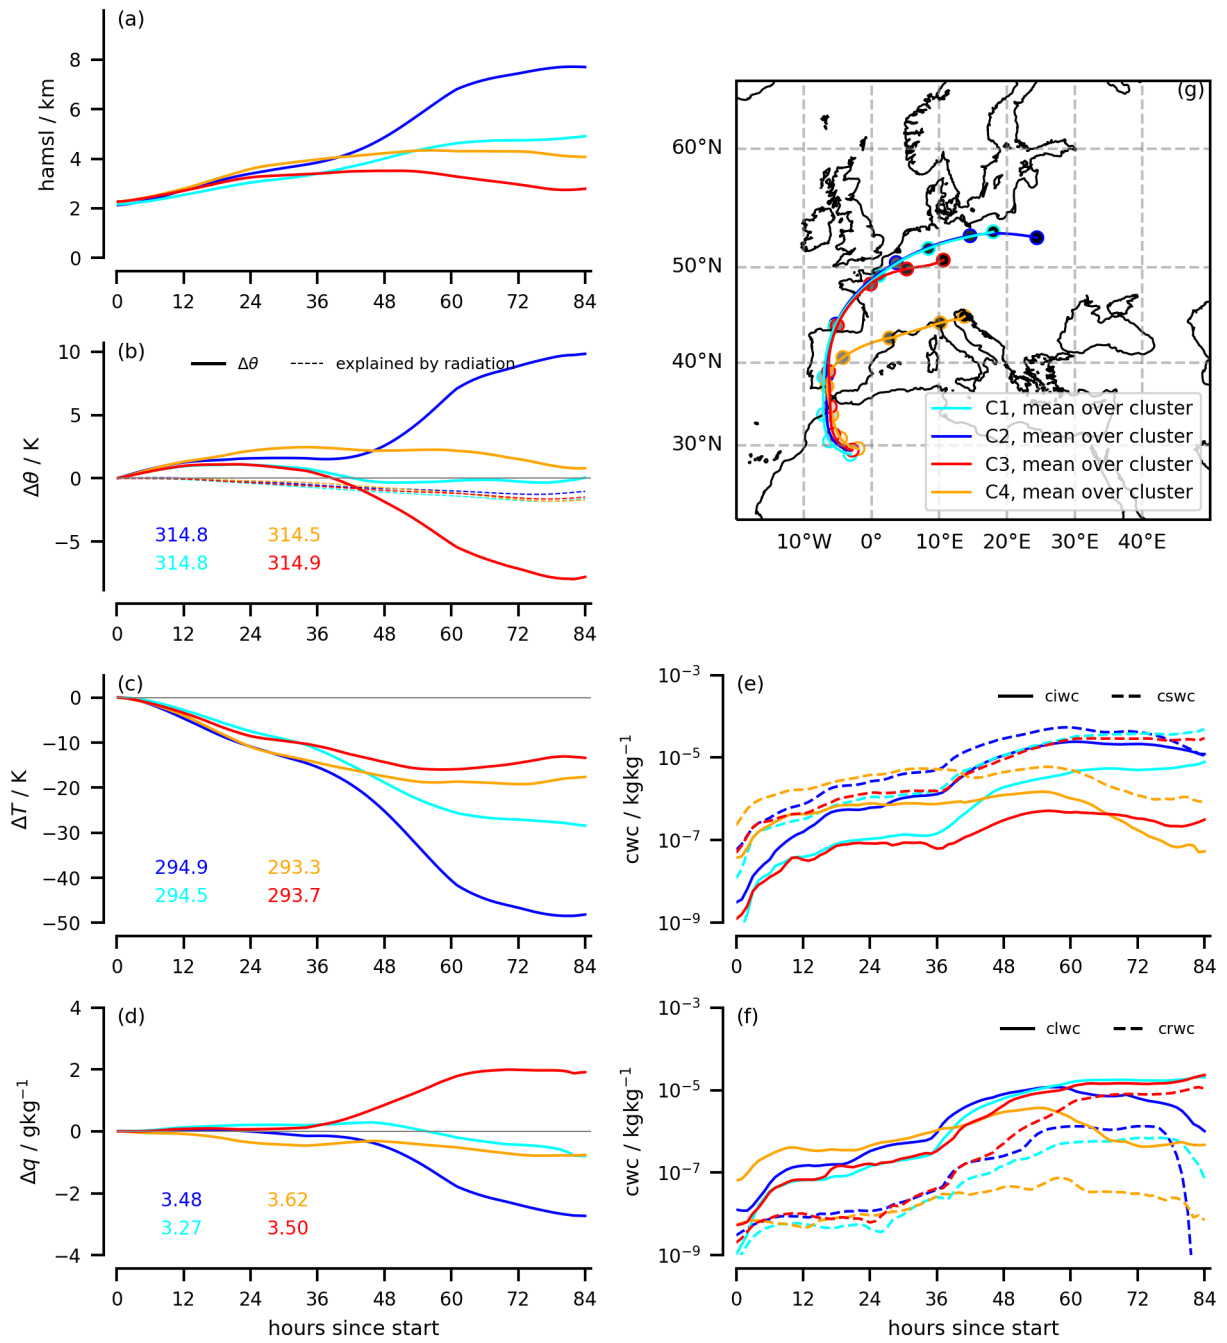 (a)
hamsl / km
8
6
4
2
0
0 12 24 36 48 60 72 84
(b)
Δθ
explained by radiation
Δθ / K
10
5
0
−5
314.8 314.5
314.8 314.9
0 12 24 36 48 60 72 84
(c)
ΔT / K
0
−10
−20
−30
−40
−50
294.9 293.3
294.5 293.7
0 12 24 36 48 60 72 84
(d)
Δq / gkg⁻¹
4
2
0
−2
−4
3.48 3.62
3.27 3.50
0 12 24 36 48 60 72 84
hours since start
(g)
60°N
50°N
40°N
30°N
C1, mean over cluster
C2, mean over cluster
C3, mean over cluster
C4, mean over cluster
10°W 0° 10°E 20°E 30°E 40°E
(e)
ciwc cswc
cwc / kgkg⁻¹
10⁻³
10⁻⁵
10⁻⁷
10⁻⁹
0 12 24 36 48 60 72 84
(f)
clwc crwc
cwc / kgkg⁻¹
10⁻³
10⁻⁵
10⁻⁷
10⁻⁹
0 12 24 36 48 60 72 84
hours since start